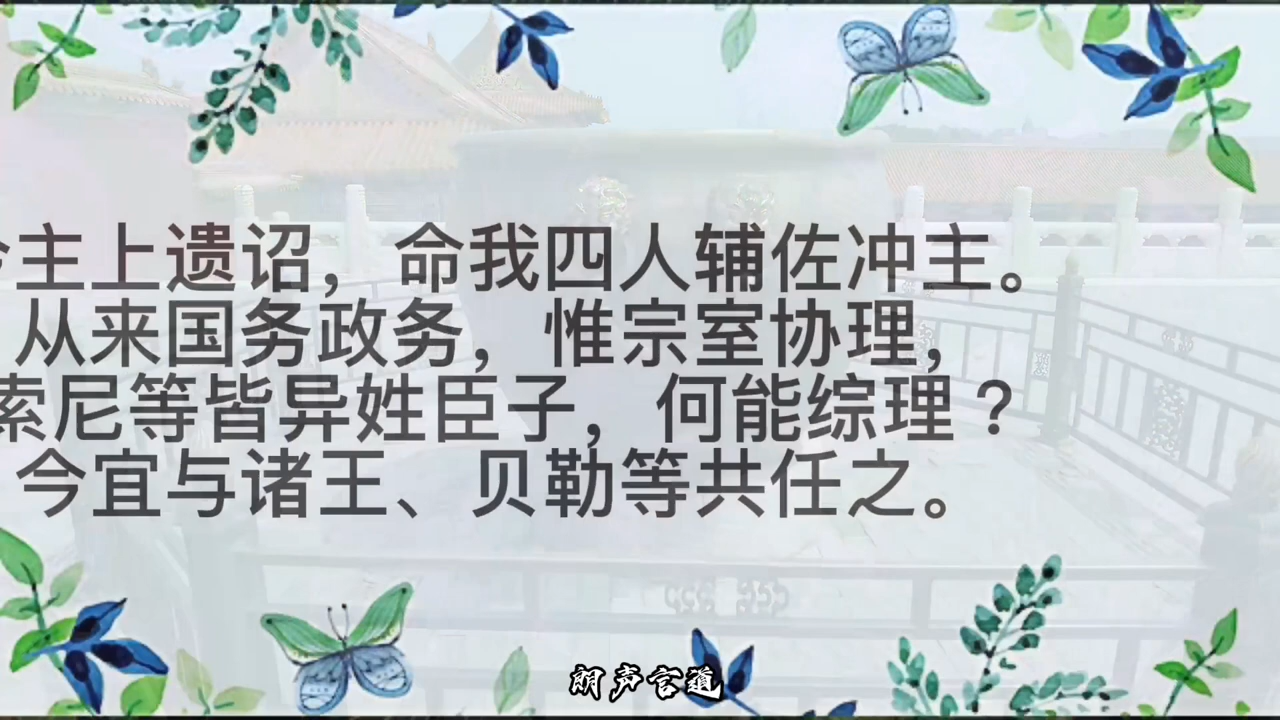 今主上遗诏，命我四人辅佐冲主。
从来国务政务，惟宗室协理，
索尼等皆异姓臣子，何能综理？
今宜与诸王、贝勒等共任之。
朗声言道